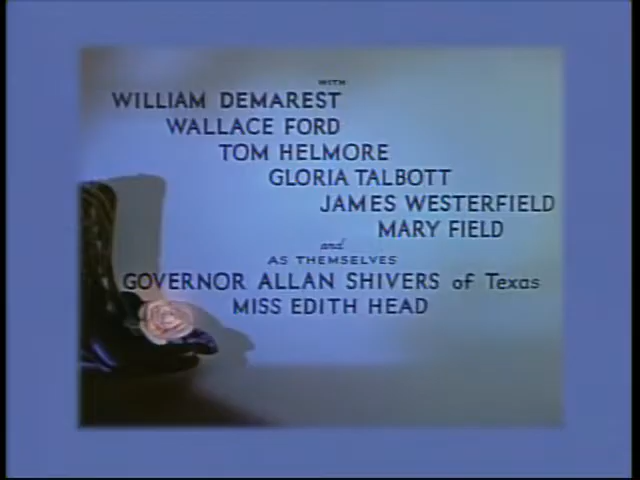 WITH
WILLIAM DEMAREST
WALLACE FORD
TOM HELMORE
GLORIA TALBOTT
JAMES WESTERFIELD
MARY FIELD
and
AS THEMSELVES
GOVERNOR ALLAN SHIVERS of Texas
MISS EDITH HEAD